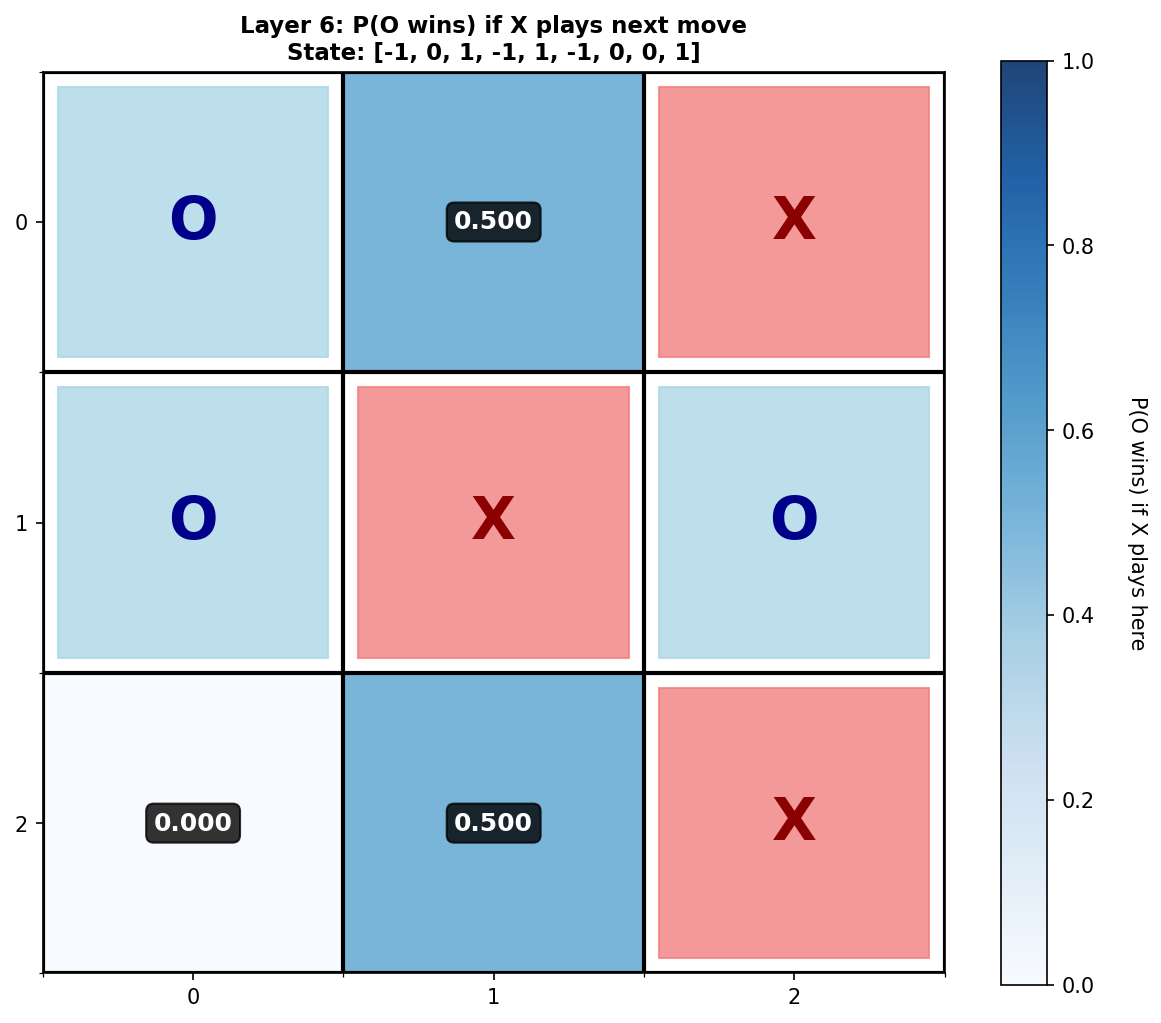 Layer 6: P(O wins) if X plays next move
State: [-1, 0, 1, -1, 1, -1, 0, 0, 1]
0
O
0.500
X
1
O
X
O
2
0.000
0.500
X
0
1
2
1.0
0.8
0.6
0.4
0.2
0.0
P(O wins) if X plays here